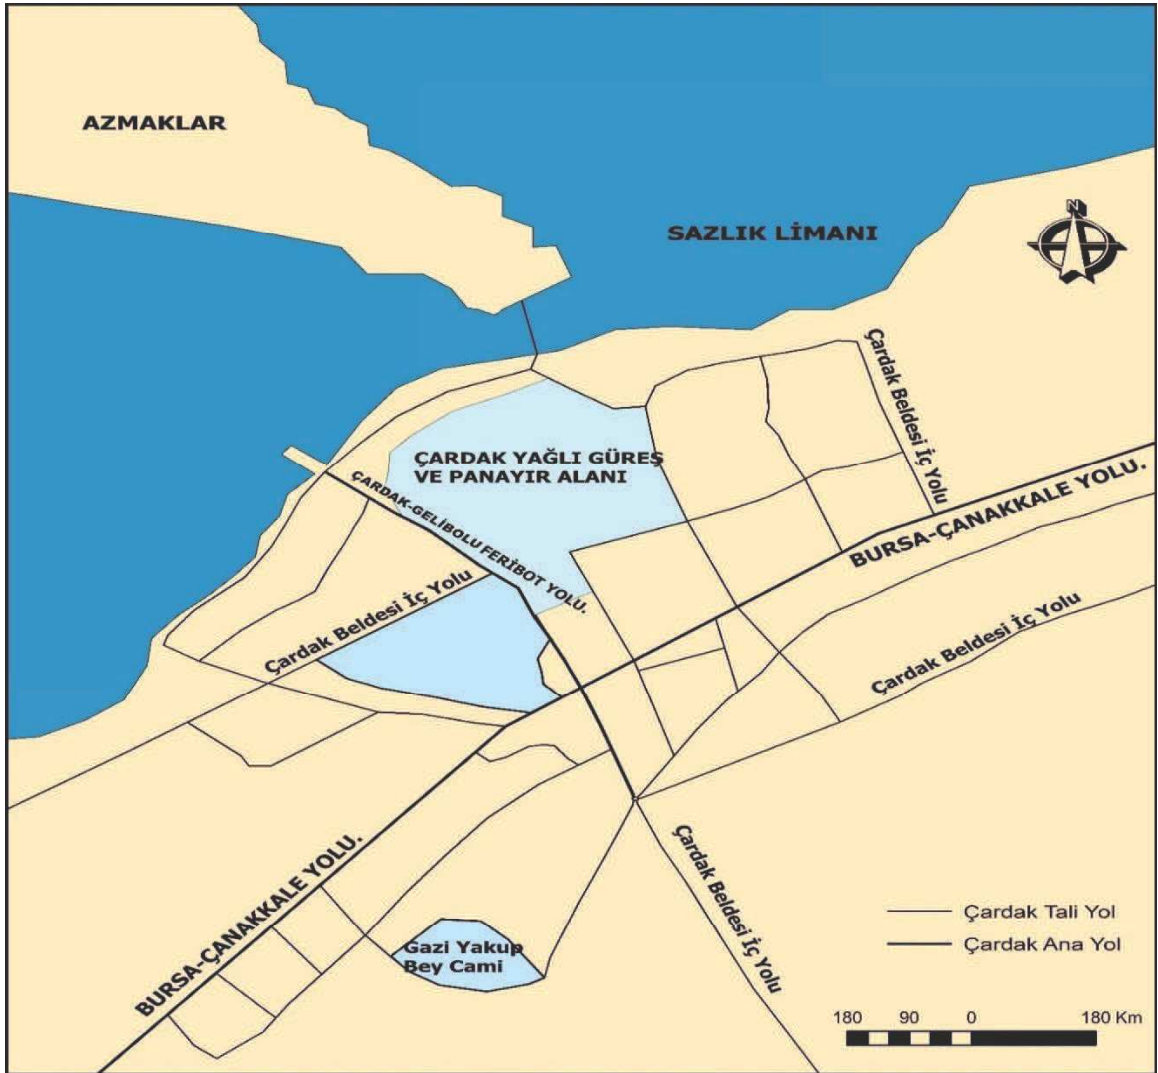 AZMAKLAR
N
SAZLIK LİMANI
Çardak Beldesi İç Yolu
ÇARDAK YAĞLI GÜREŞ
VE PANAYIR ALANI
ÇARDAK-GELİBOLU FERİBOT YOLU.
BURSA-ÇANAKKALE YOLU.
Çardak Beldesi İç Yolu
Çardak Beldesi İç Yolu
BURSA-ÇANAKKALE YOLU.
Çardak Beldesi İç Yolu
Gazi Yakup
Bey Cami
Çardak Tali Yol
Çardak Ana Yol
180 90 0 180 Km